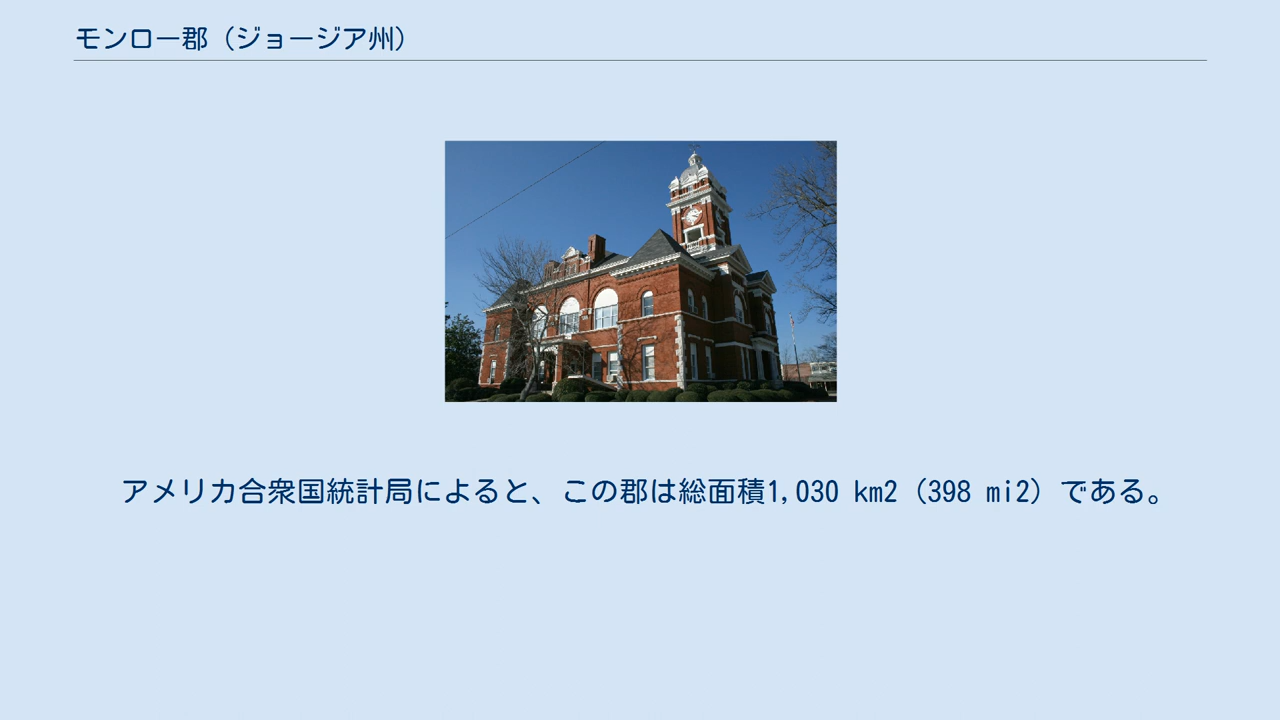 モンロー郡（ジョージア州）
アメリカ合衆国統計局によると、この郡は総面積1,030 km2（398 mi2）である。